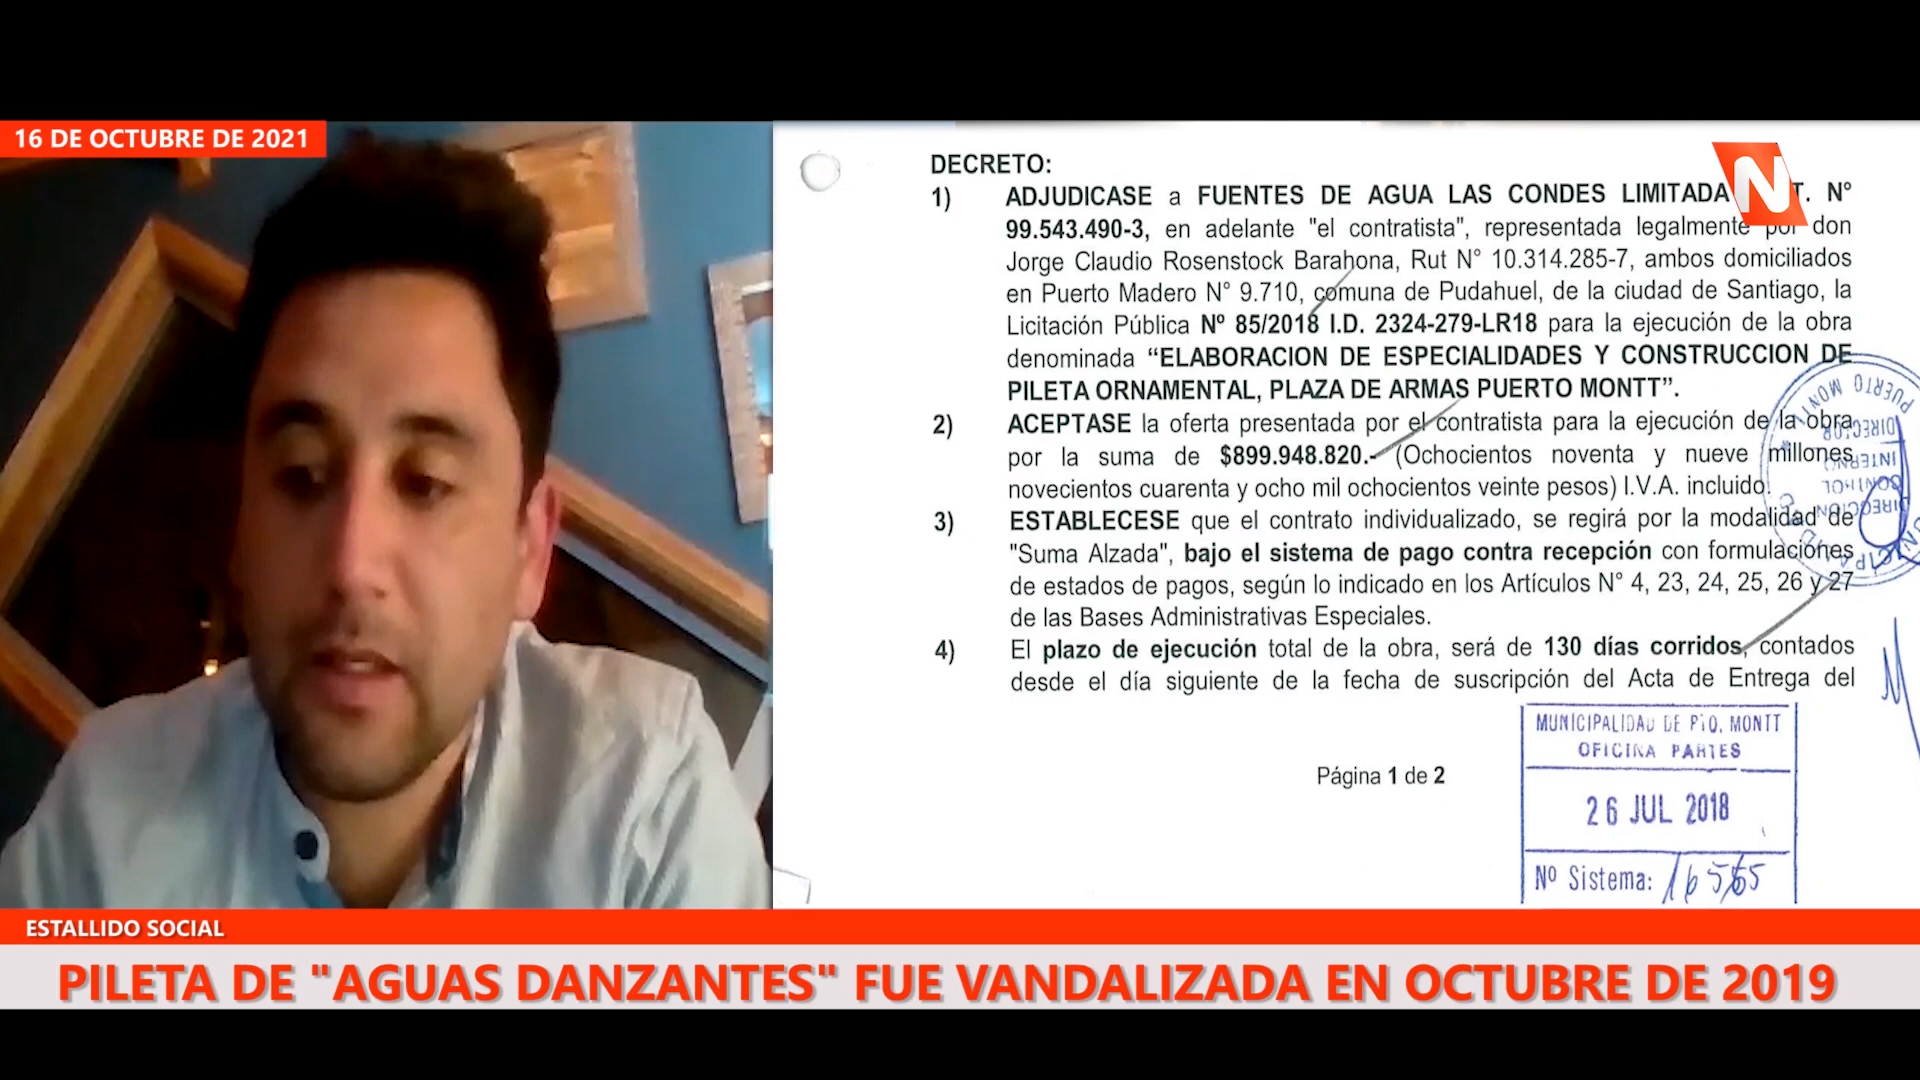 16 DE OCTUBRE DE 2021
DECRETO:
1) ADJUDICASE a FUENTES DE AGUA LAS CONDES LIMITADA T. N°
99.543.490-3, en adelante "el contratista", representada legalmente por don
Jorge Claudio Rosenstock Barahona, Rut N° 10.314.285-7, ambos domiciliados
en Puerto Madero N° 9.710, comuna de Pudahuel, de la ciudad de Santiago, la
Licitación Pública Nº 85/2018 I.D. 2324-279-LR18 para la ejecución de la obra
denominada “ELABORACION DE ESPECIALIDADES Y CONSTRUCCION DE
PILETA ORNAMENTAL, PLAZA DE ARMAS PUERTO MONTT”.
2) ACEPTASE la oferta presentada por el contratista para la ejecución de la obra
por la suma de $899.948.820.- (Ochocientos noventa y nueve millones
novecientos cuarenta y ocho mil ochocientos veinte pesos) I.V.A. incluido.
3) ESTABLECESE que el contrato individualizado, se regirá por la modalidad de
"Suma Alzada", bajo el sistema de pago contra recepción con formulaciones
de estados de pagos, según lo indicado en los Artículos N° 4, 23, 24, 25, 26 y 27
de las Bases Administrativas Especiales.
4) El plazo de ejecución total de la obra, será de 130 días corridos, contados
desde el día siguiente de la fecha de suscripción del Acta de Entrega del
PUERTO MONTT
DIRECTOR
CONTROL
INTERNO
DIRECCION
MUNICIPALIDAD DE PTO. MONTT
OFICINA PARTES
26 JUL 2018
Nº Sistema:
Página 1 de 2
N
ESTALLIDO SOCIAL
PILETA DE "AGUAS DANZANTES" FUE VANDALIZADA EN OCTUBRE DE 2019